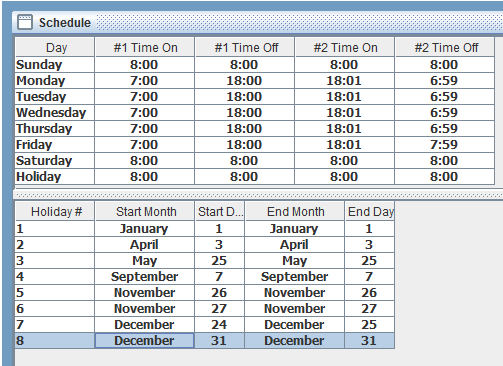 Schedule
Day #1 Time On #1 Time Off #2 Time On #2 Time Off
Sunday 8:00 8:00 8:00 8:00
Monday 7:00 18:00 18:01 6:59
Tuesday 7:00 18:00 18:01 6:59
Wednesday 7:00 18:00 18:01 6:59
Thursday 7:00 18:00 18:01 6:59
Friday 7:00 18:00 18:01 7:59
Saturday 8:00 8:00 8:00 8:00
Holiday 8:00 8:00 8:00 8:00
Holiday # Start Month Start D... End Month End Day
1 January 1 January 1
2 April 3 April 3
3 May 25 May 25
4 September 7 September 7
5 November 26 November 26
6 November 27 November 27
7 December 24 December 25
8 December 31 December 31